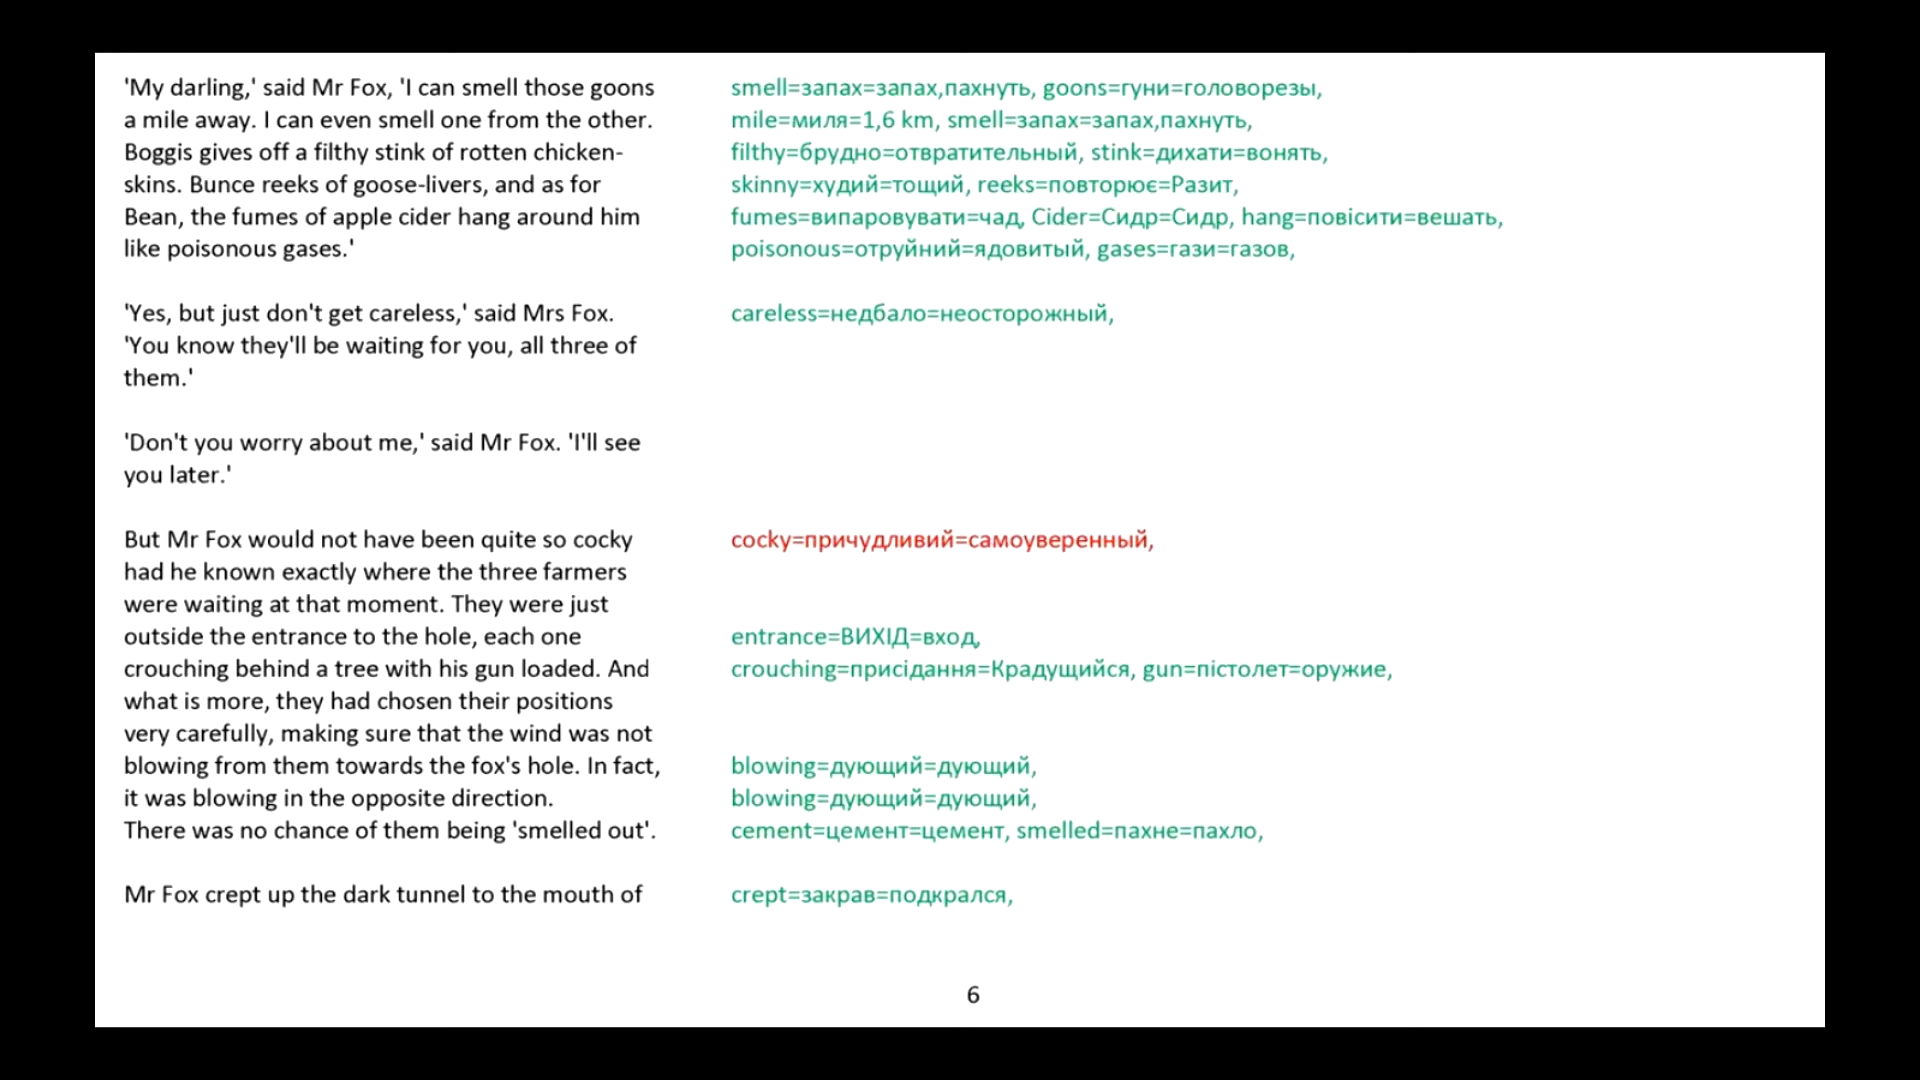 'My darling,' said Mr Fox, 'I can smell those goons
a mile away. I can even smell one from the other.
Boggis gives off a filthy stink of rotten chicken-
skins. Bunce reeks of goose-livers, and as for
Bean, the fumes of apple cider hang around him
like poisonous gases.'
'Yes, but just don't get careless,' said Mrs Fox.
'You know they'll be waiting for you, all three of
them.'
'Don't you worry about me,' said Mr Fox. 'I'll see
you later.'
But Mr Fox would not have been quite so cocky
had he known exactly where the three farmers
were waiting at that moment. They were just
outside the entrance to the hole, each one
crouching behind a tree with his gun loaded. And
what is more, they had chosen their positions
very carefully, making sure that the wind was not
blowing from them towards the fox's hole. In fact,
it was blowing in the opposite direction.
There was no chance of them being 'smelled out'.
Mr Fox crept up the dark tunnel to the mouth of
smell=запах=запах,пахнуть, goons=гуни=головорезы,
mile=миля=1,6 km, smell=запах=запах,пахнуть,
filthy=брудно=отвратительный, stink=дихати=вонять,
skinny=худий=тощий, reeks=повторює=Разит,
fumes=випаровувати=чад, Cider=Сидр=Сидр, hang=повісити=вешать,
poisonous=отруйний=ядовитый, gases=гази=газов,
careless=недбало=неосторожный,
cocky=причудливий=самоуверенный,
entrance=ВИХІД=вход,
crouching=присідання=Крадущийся, gun=пістолет=оружие,
blowing=дующий=дующий,
blowing=дующий=дующий,
cement=цемент=цемент, smelled=пахне=пахло,
crept=закрав=подкрался,
6